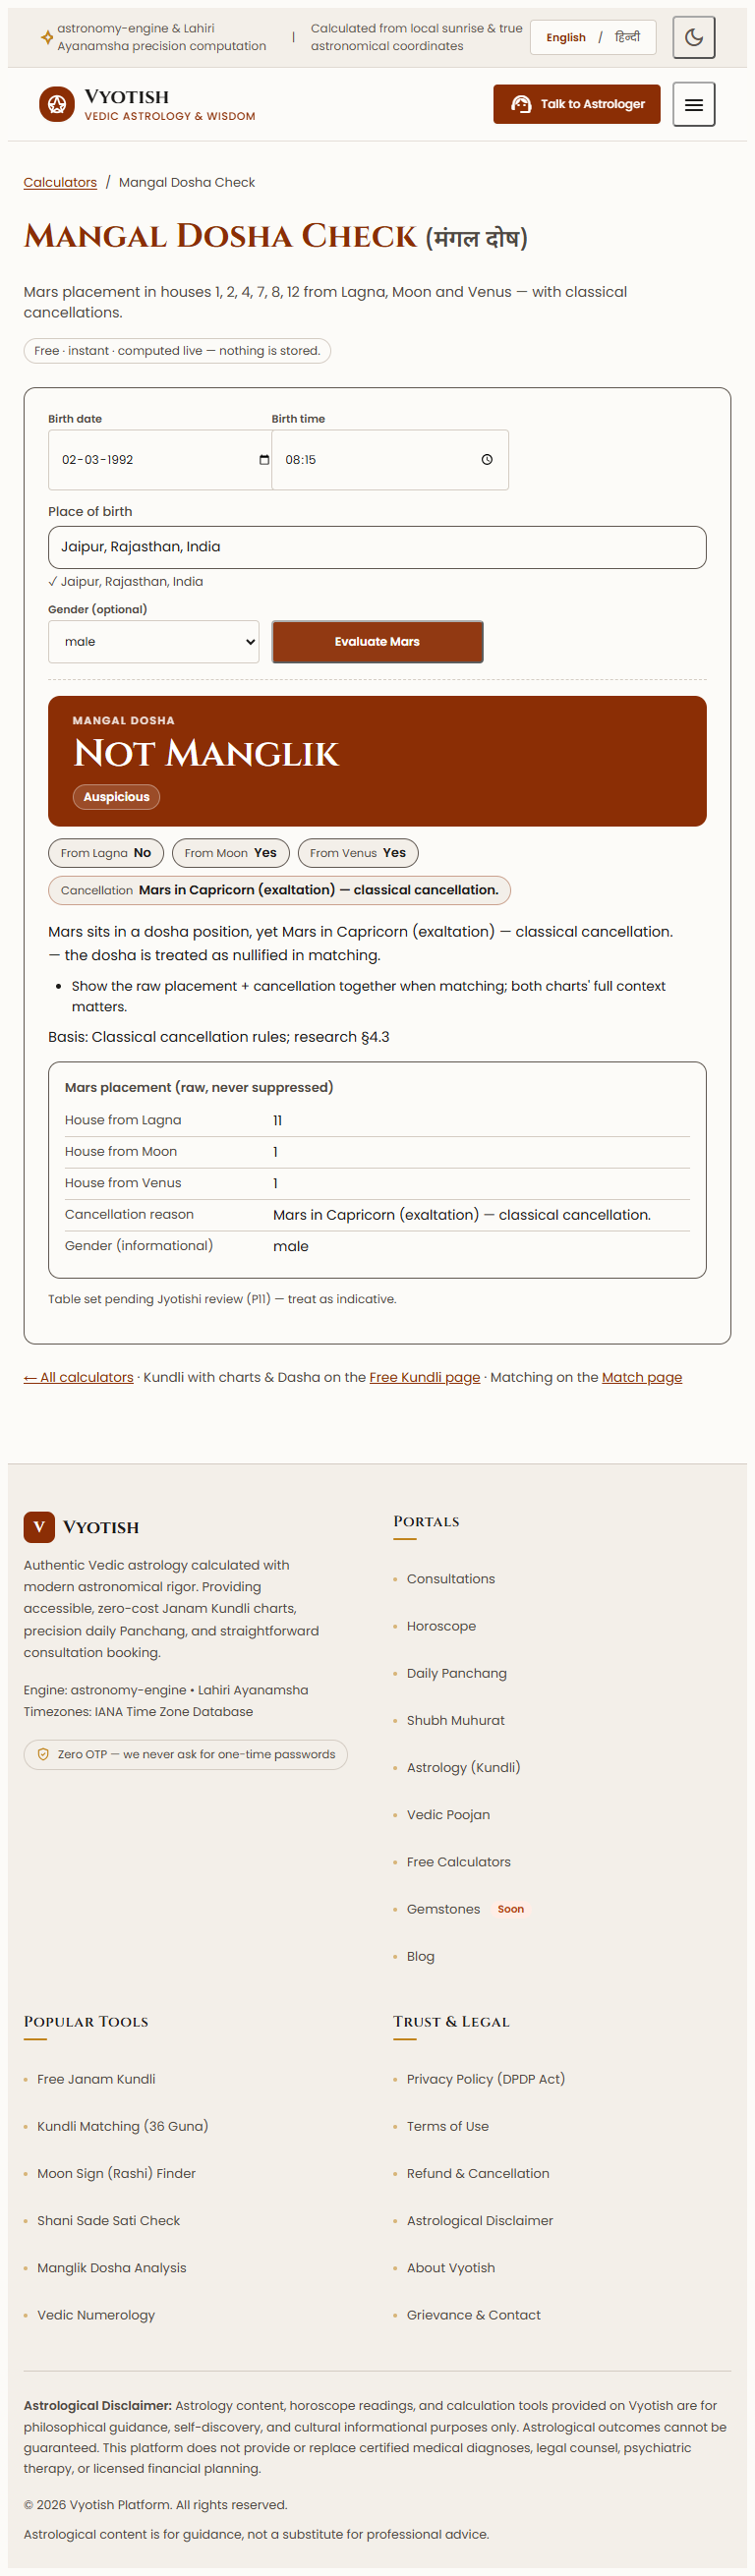 astronomy-engine & Lahiri
Ayanamsha precision computation
|
Calculated from local sunrise & true
astronomical coordinates
English / हिन्दी
Vyotish
VEDIC ASTROLOGY & WISDOM
Talk to Astrologer
Calculators / Mangal Dosha Check
Mangal Dosha Check (मंगल दोष)
Mars placement in houses 1, 2, 4, 7, 8, 12 from Lagna, Moon and Venus — with classical
cancellations.
Free · instant · computed live — nothing is stored.
Birth date
Birth time
02-03-1992
08:15
Place of birth
Jaipur, Rajasthan, India
✓ Jaipur, Rajasthan, India
Gender (optional)
male
Evaluate Mars
MANGAL DOSHA
Not Manglik
Auspicious
From Lagna No
From Moon Yes
From Venus Yes
Cancellation Mars in Capricorn (exaltation) — classical cancellation.
Mars sits in a dosha position, yet Mars in Capricorn (exaltation) — classical cancellation.
— the dosha is treated as nullified in matching.
• Show the raw placement + cancellation together when matching; both charts' full context
matters.
Basis: Classical cancellation rules; research §4.3
Mars placement (raw, never suppressed)
House from Lagna 11
House from Moon 1
House from Venus 1
Cancellation reason Mars in Capricorn (exaltation) — classical cancellation.
Gender (informational) male
Table set pending Jyotishi review (P11) — treat as indicative.
← All calculators · Kundli with charts & Dasha on the Free Kundli page · Matching on the Match page
V Vyotish
Authentic Vedic astrology calculated with
modern astronomical rigor. Providing
accessible, zero-cost Janam Kundli charts,
precision daily Panchang, and straightforward
consultation booking.
Engine: astronomy-engine • Lahiri Ayanamsha
Timezones: IANA Time Zone Database
Zero OTP — we never ask for one-time passwords
Portals
Consultations
Horoscope
Daily Panchang
Shubh Muhurat
Astrology (Kundli)
Vedic Poojan
Free Calculators
Gemstones Soon
Blog
Popular Tools
Free Janam Kundli
Kundli Matching (36 Guna)
Moon Sign (Rashi) Finder
Shani Sade Sati Check
Manglik Dosha Analysis
Vedic Numerology
Trust & Legal
Privacy Policy (DPDP Act)
Terms of Use
Refund & Cancellation
Astrological Disclaimer
About Vyotish
Grievance & Contact
Astrological Disclaimer: Astrology content, horoscope readings, and calculation tools provided on Vyotish are for
philosophical guidance, self-discovery, and cultural informational purposes only. Astrological outcomes cannot be
guaranteed. This platform does not provide or replace certified medical diagnoses, legal counsel, psychiatric
therapy, or licensed financial planning.
© 2026 Vyotish Platform. All rights reserved.
Astrological content is for guidance, not a substitute for professional advice.